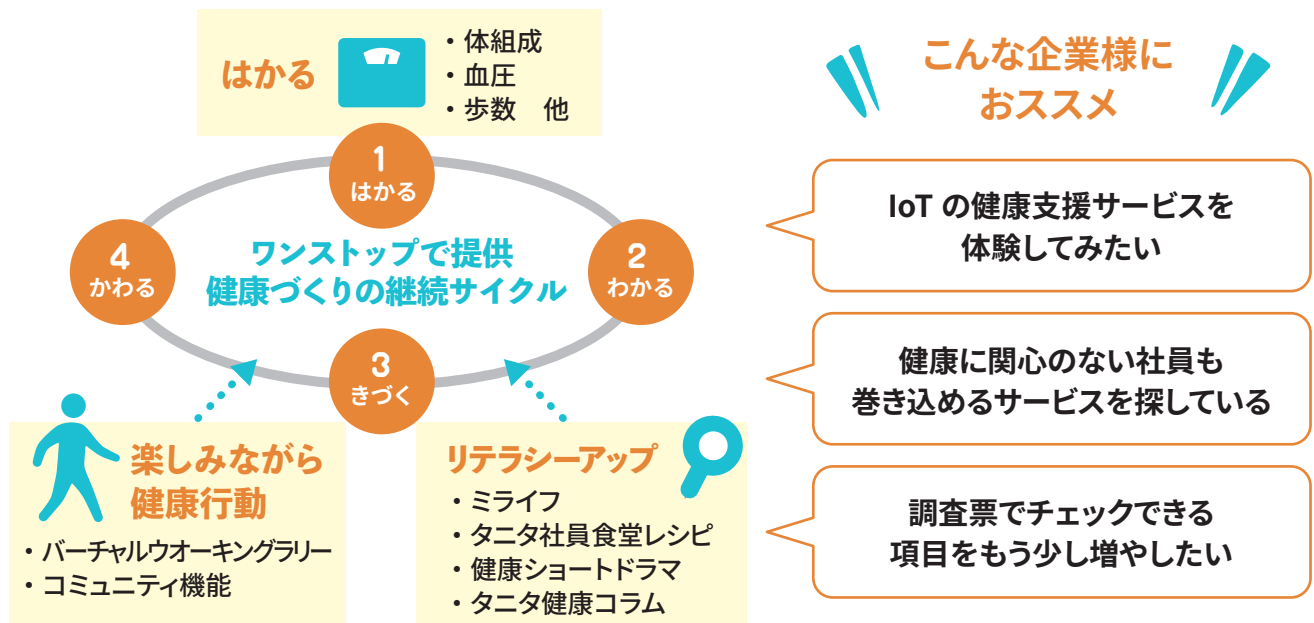 はかる
・体組成
・血圧
・歩数　他
1
はかる
2
わかる
3
きづく
4
かわる
ワンストップで提供
健康づくりの継続サイクル
楽しみながら
健康行動
・バーチャルウオーキングラリー
・コミュニティ機能
リテラシーアップ
・ミライフ
・タニタ社員食堂レシピ
・健康ショートドラマ
・タニタ健康コラム
こんな企業様に
おススメ
IoT の健康支援サービスを
体験してみたい
健康に関心のない社員も
巻き込めるサービスを探している
調査票でチェックできる
項目をもう少し増やしたい